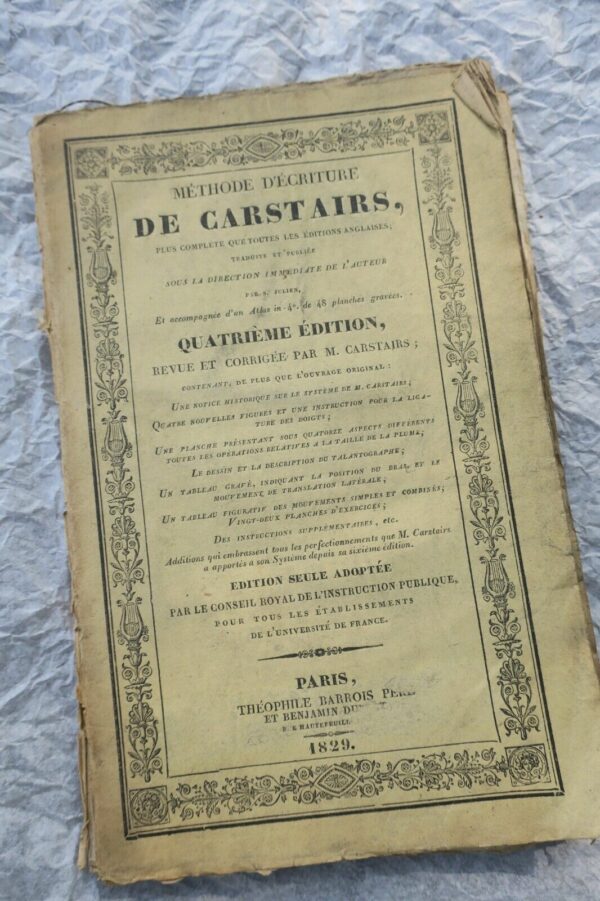 MÉTHODE D'ÉCRITURE
DE CARSTAIRS,
PLUS COMPLÈTE QUE TOUTES LES ÉDITIONS ANGLAISES;
TRADUITE ET PUBLIÉE
SOUS LA DIRECTION IMMÉDIATE DE L'AUTEUR
PAR S. JULIEN,
Et accompagnée d'un Atlas in-4°. de 48 planches gravées.
QUATRIÈME ÉDITION,
REVUE ET CORRIGÉE PAR M. CARSTAIRS;
CONTENANT, DE PLUS QUE L'OUVRAGE ORIGINAL:
UNE NOTICE HISTORIQUE SUR LE SYSTÈME DE M. CARSTAIRS;
QUATRE NOUVELLES FIGURES ET UNE INSTRUCTION POUR LA LIGA-
TURE DES DOIGTS;
UNE PLANCHE PRÉSENTANT SOUS QUATORZE ASPECTS DIFFÉRENTS
TOUTES LES OPÉRATIONS RELATIVES A LA TAILLE DE LA PLUME;
LE DESSIN ET LA DESCRIPTION DU TALANTOGRAPHE;
UN TABLEAU GRAVÉ, INDIQUANT LA POSITION DU BRAS ET LE
MOUVEMENT DE TRANSLATION LATÉRALE;
UN TABLEAU FIGURATIF DES MOUVEMENTS SIMPLES ET COMBINÉS;
VINGT-DEUX PLANCHES D'EXERCICES;
DES INSTRUCTIONS SUPPLÉMENTAIRES, etc.
Additions qui embrassent tous les perfectionnements que M. Carstairs
a apportés à son Système depuis sa sixième édition.
EDITION SEULE ADOPTÉE
PAR LE CONSEIL ROYAL DE L'INSTRUCTION PUBLIQUE,
POUR TOUS LES ÉTABLISSEMENTS
DE L'UNIVERSITÉ DE FRANCE.
PARIS,
THÉOPHILE BARROIS PÈRE
ET BENJAMIN
RUE HAUTEFEUILLE
1829.